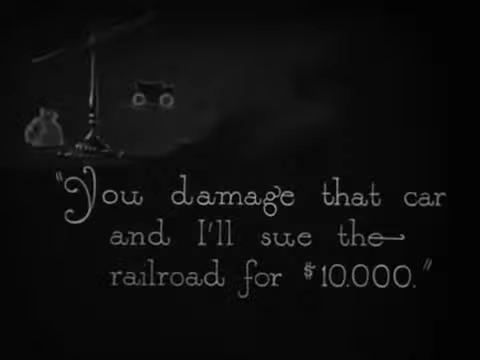 "You damage that car
and I'll sue the
railroad for $10.000."